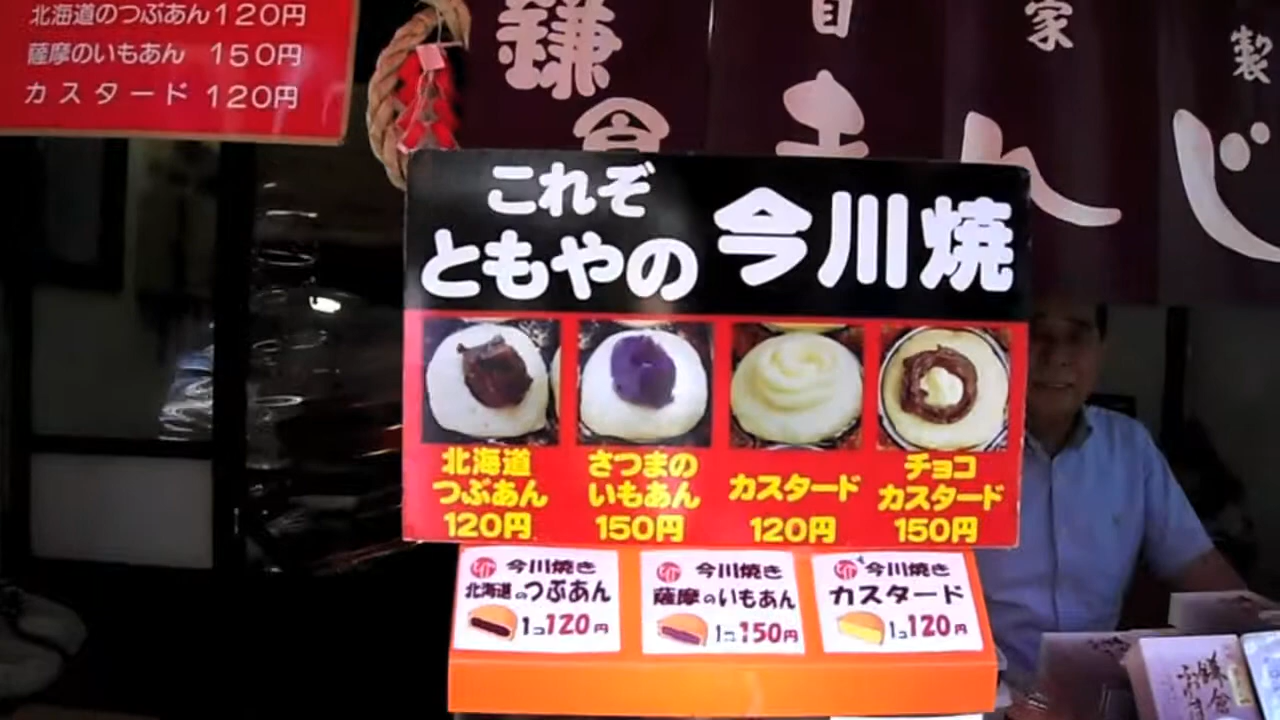 北海道のつぶあん120円
薩摩のいもあん 150円
カスタード 120円
鎌倉
自家製
まんじ
これぞ
ともやの
今川焼
北海道
つぶあん
120円
さつまの
いもあん
150円
カスタード
120円
チョコ
カスタード
150円
今川焼き
北海道のつぶあん
1コ120円
今川焼き
薩摩のいもあん
1コ150円
今川焼き
カスタード
1コ120円
鎌倉